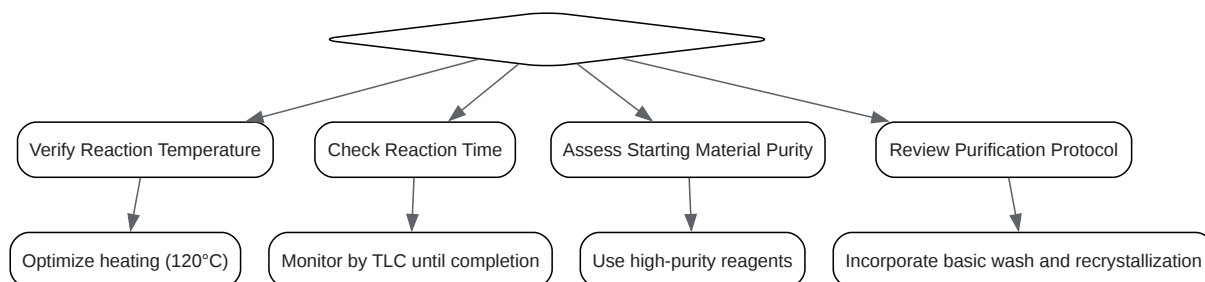 Verify Reaction Temperature
Check Reaction Time
Assess Starting Material Purity
Review Purification Protocol
Optimize heating (120°C)
Monitor by TLC until completion
Use high-purity reagents
Incorporate basic wash and recrystallization